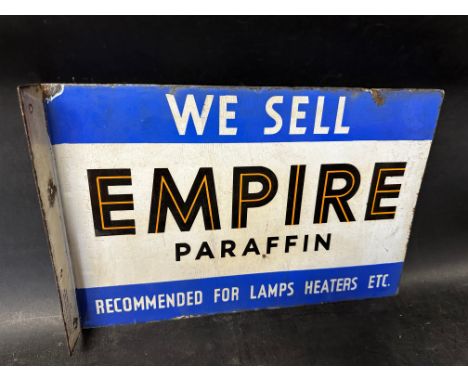 WE SELL
EMPIRE
PARAFFIN
RECOMMENDED FOR LAMPS HEATERS ETC.